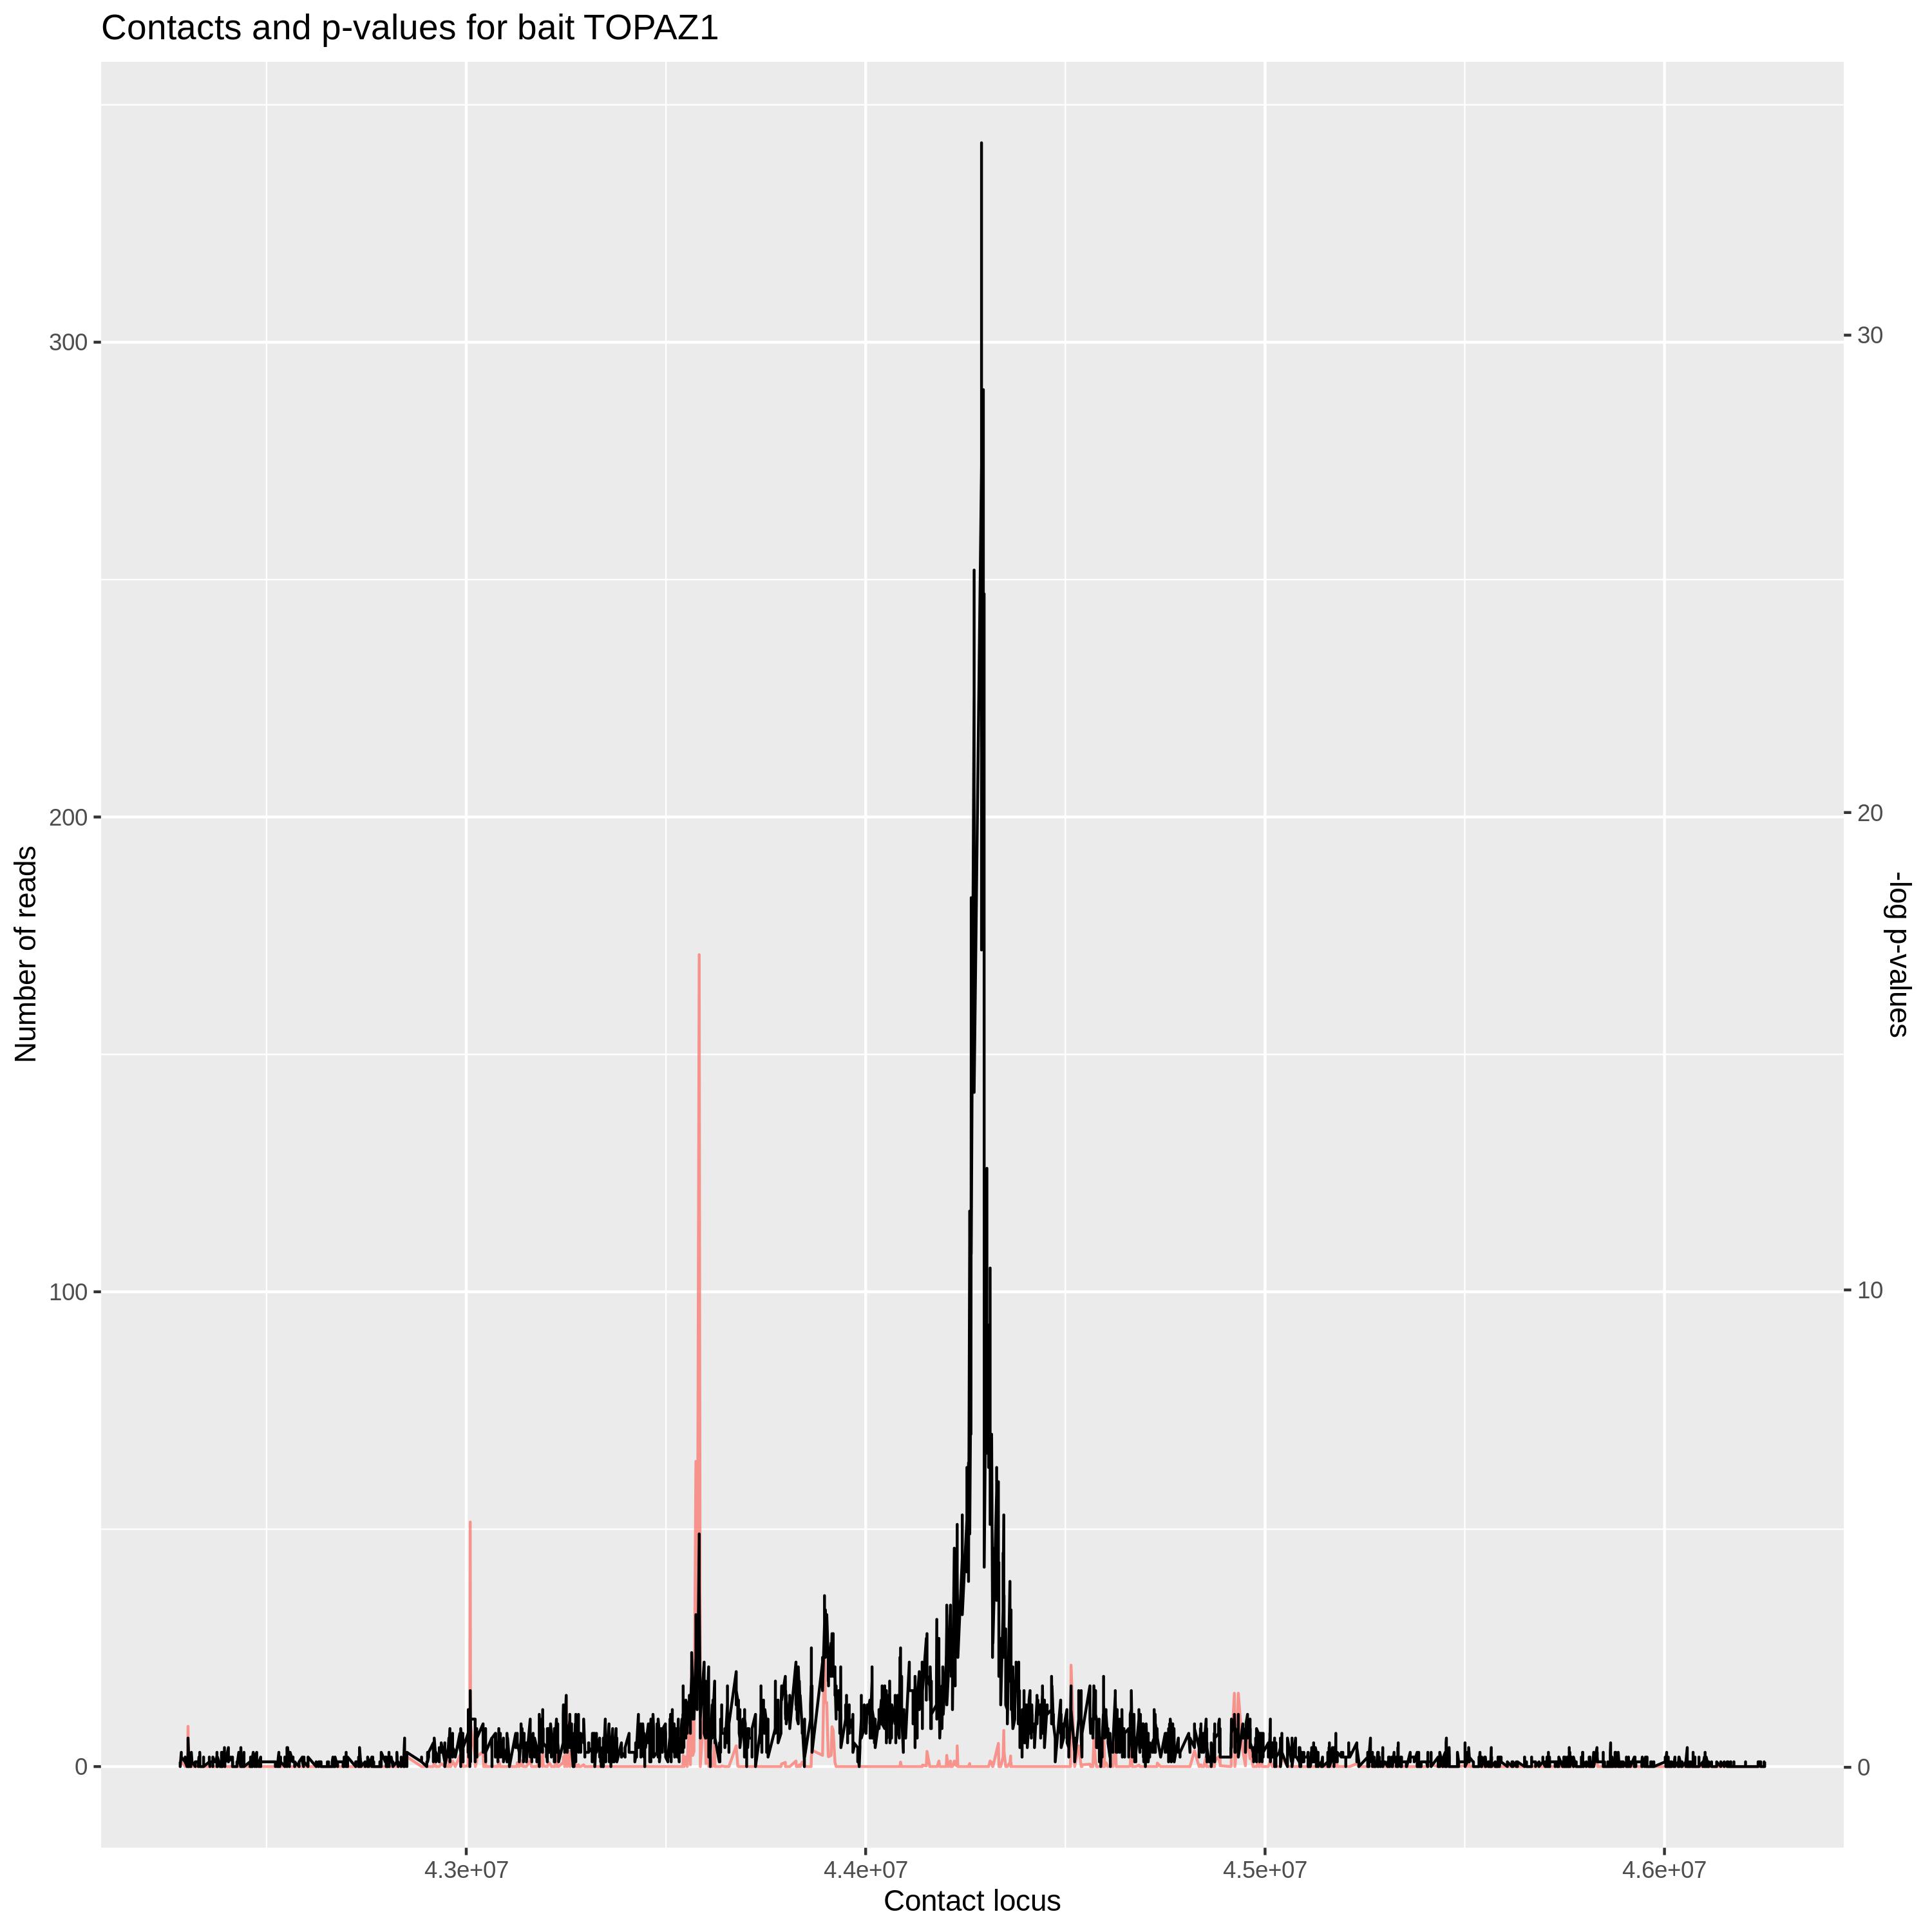 Contacts and p-values for bait TOPAZ1
300
200
100
0
Number of reads
30
20
10
0
-log p-values
4.3e+07
4.4e+07
4.5e+07
4.6e+07
Contact locus